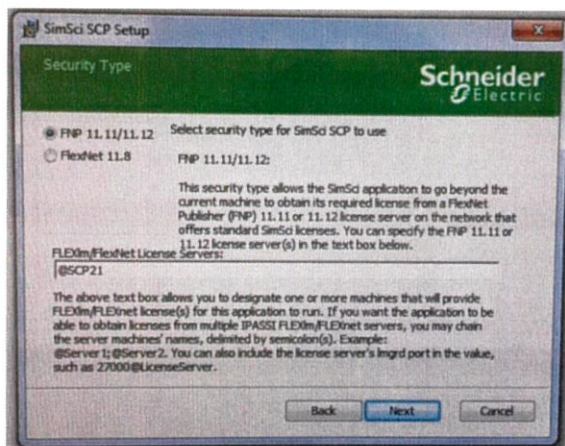 SimSci SCP Setup
Security Type
Schneider
Electric
FNP 11.11/11.12
Select security type for SimSci SCP to use
FlexNet 11.8
FNP 11.11/11.12:
This security type allows the SimSci application to go beyond the
current machine to obtain its required license from a FlexNet
Publisher (FNP) 11.11 or 11.12 license server on the network that
offers standard SimSci licenses. You can specify the FNP 11.11 or
11.12 license server(s) in the text box below.
FLEXlm/FlexNet License Servers:
@SCP21
The above text box allows you to designate one or more machines that will provide
FLEXlm/FLEXnet license(s) for this application to run. If you want the application to be
able to obtain licenses from multiple IPASSI FLEXlm/FLEXnet servers, you may chain
the server machines' names, delimited by semicolon(s). Example:
@Server1;@Server2. You can also include the license server's lmgrd port in the value,
such as 27000@LicenseServer.
Back
Next
Cancel